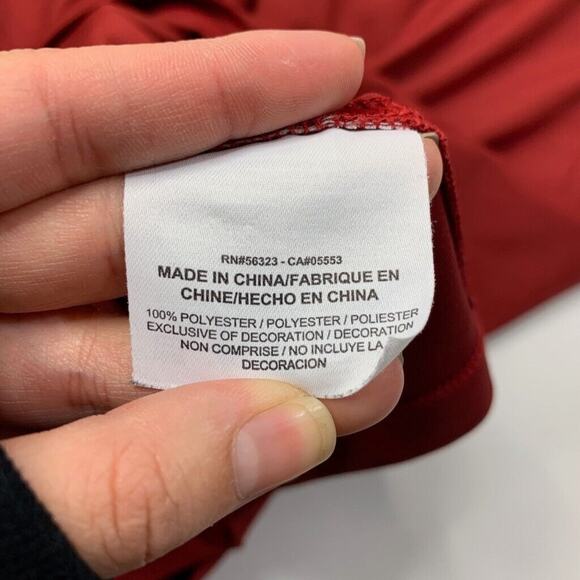 RN#56323 - CA#05553
MADE IN CHINA/FABRIQUE EN
CHINE/HECHO EN CHINA
100% POLYESTER / POLYESTER / POLIESTER
EXCLUSIVE OF DECORATION / DECORATION
NON COMPRISE / NO INCLUYE LA
DECORACION